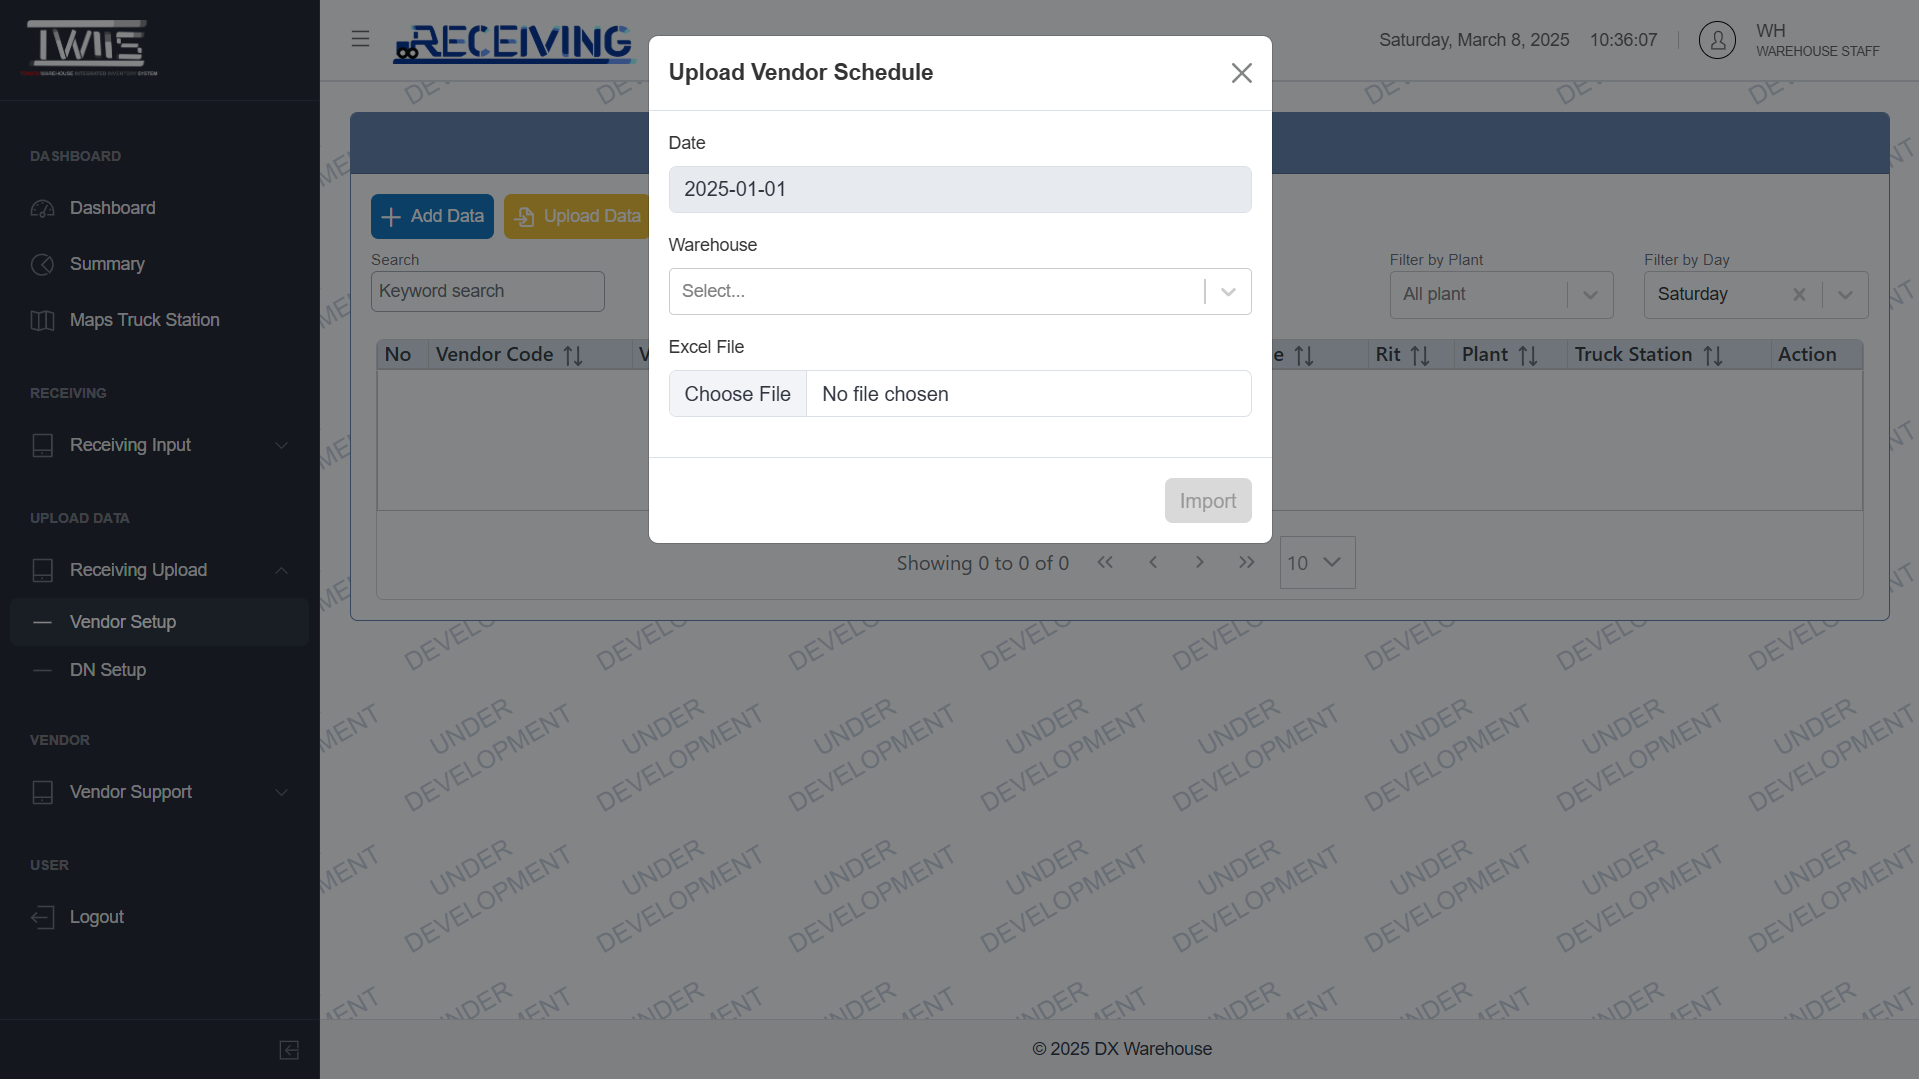 TWIIS
WAREHOUSE INTEGRATED INVENTORY SYSTEM
DASHBOARD
Dashboard
Summary
Maps Truck Station
RECEIVING
Receiving Input
UPLOAD DATA
Receiving Upload
Vendor Setup
DN Setup
VENDOR
Vendor Support
USER
Logout
RECEIVING
Saturday, March 8, 2025 10:36:07
WH
WAREHOUSE STAFF
Add Data
Upload Data
Search
Keyword search
Filter by Plant
All plant
Filter by Day
Saturday
No Vendor Code V e Rit Plant Truck Station Action
Showing 0 to 0 of 0
10
Upload Vendor Schedule
Date
2025-01-01
Warehouse
Select...
Excel File
Choose File No file chosen
Import
UNDER DEVELOPMENT
© 2025 DX Warehouse